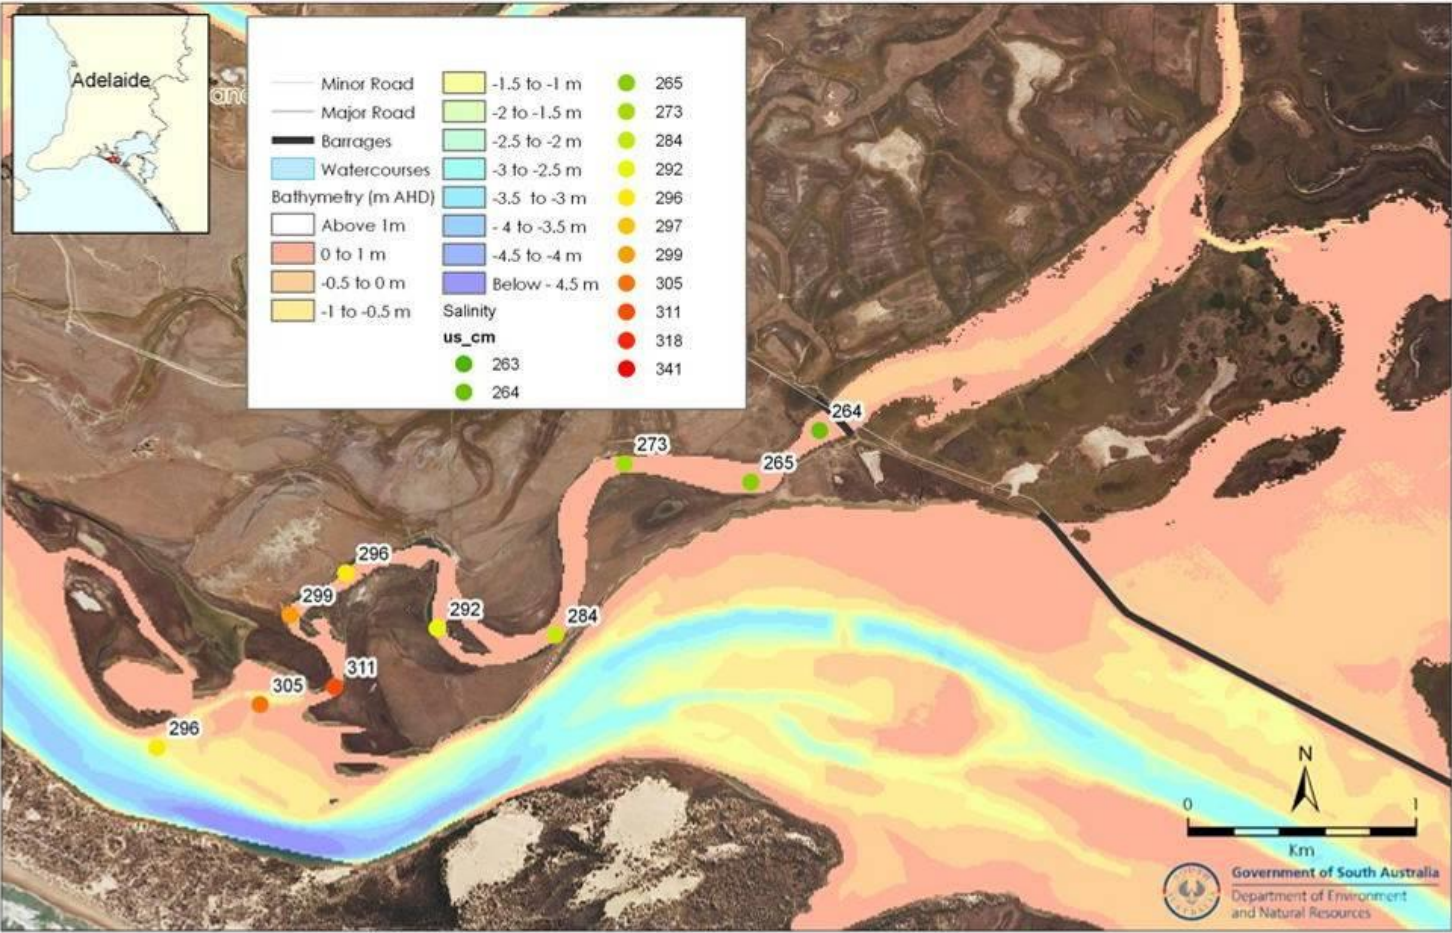 Adelaide
Minor Road
Major Road
Barrages
Watercourses
Bathymetry (m AHD)
Above 1m
0 to 1 m
-0.5 to 0 m
-1 to -0.5 m
-1.5 to -1 m
-2 to -1.5 m
-2.5 to -2 m
-3 to -2.5 m
-3.5 to -3 m
- 4 to -3.5 m
-4.5 to -4 m
Below - 4.5 m
Salinity
us_cm
263
264
265
273
284
292
296
297
299
305
311
318
341
264
273
265
296
299
292
284
311
305
296
N
0 1
Km
Government of South Australia
Department of Environment
and Natural Resources